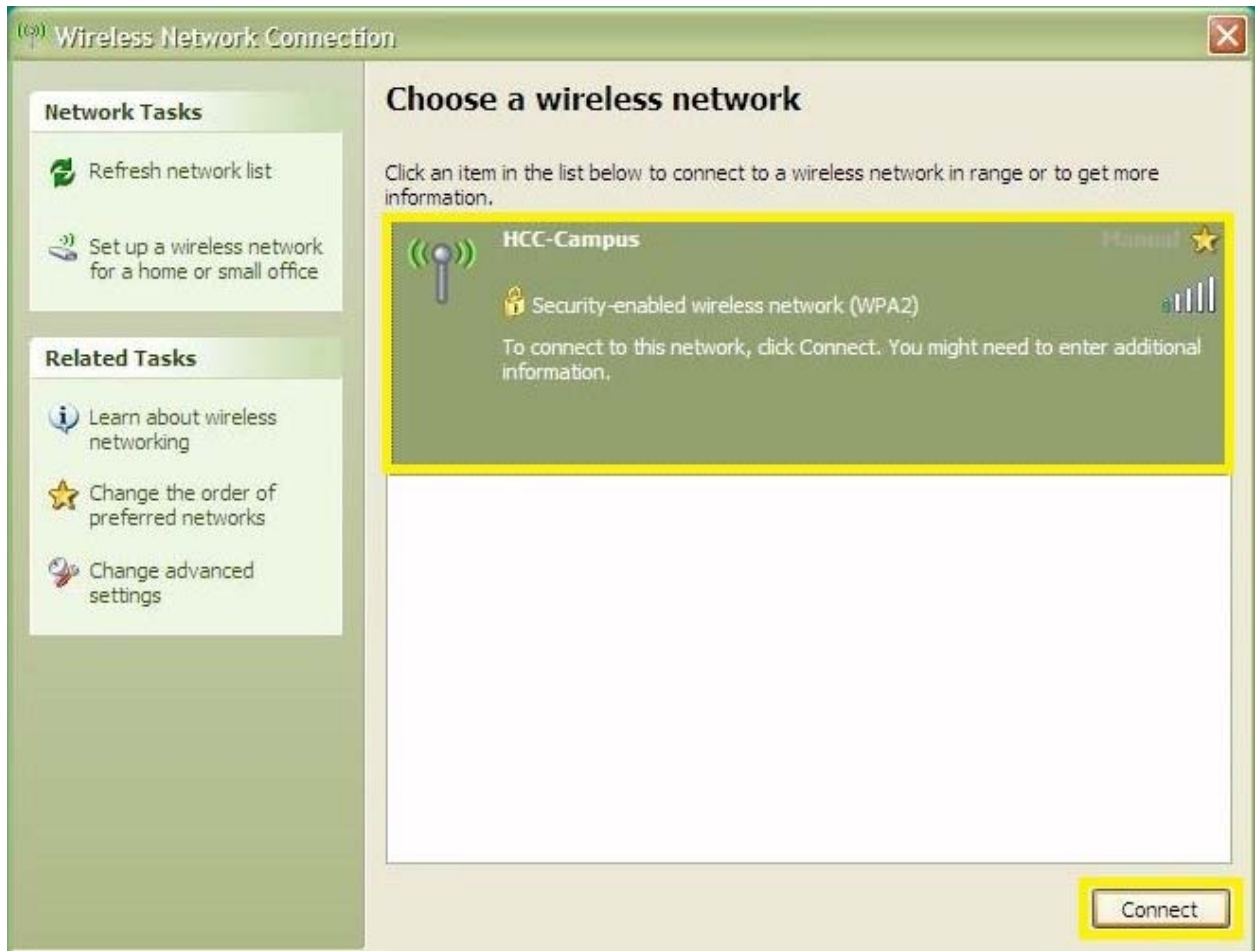 Wireless Network Connection
Network Tasks
Refresh network list
Set up a wireless network
for a home or small office
Related Tasks
Learn about wireless
networking
Change the order of
preferred networks
Change advanced
settings
Choose a wireless network
Click an item in the list below to connect to a wireless network in range or to get more
information.
HCC-Campus
Manual
Security-enabled wireless network (WPA2)
To connect to this network, click Connect. You might need to enter additional
information.
Connect